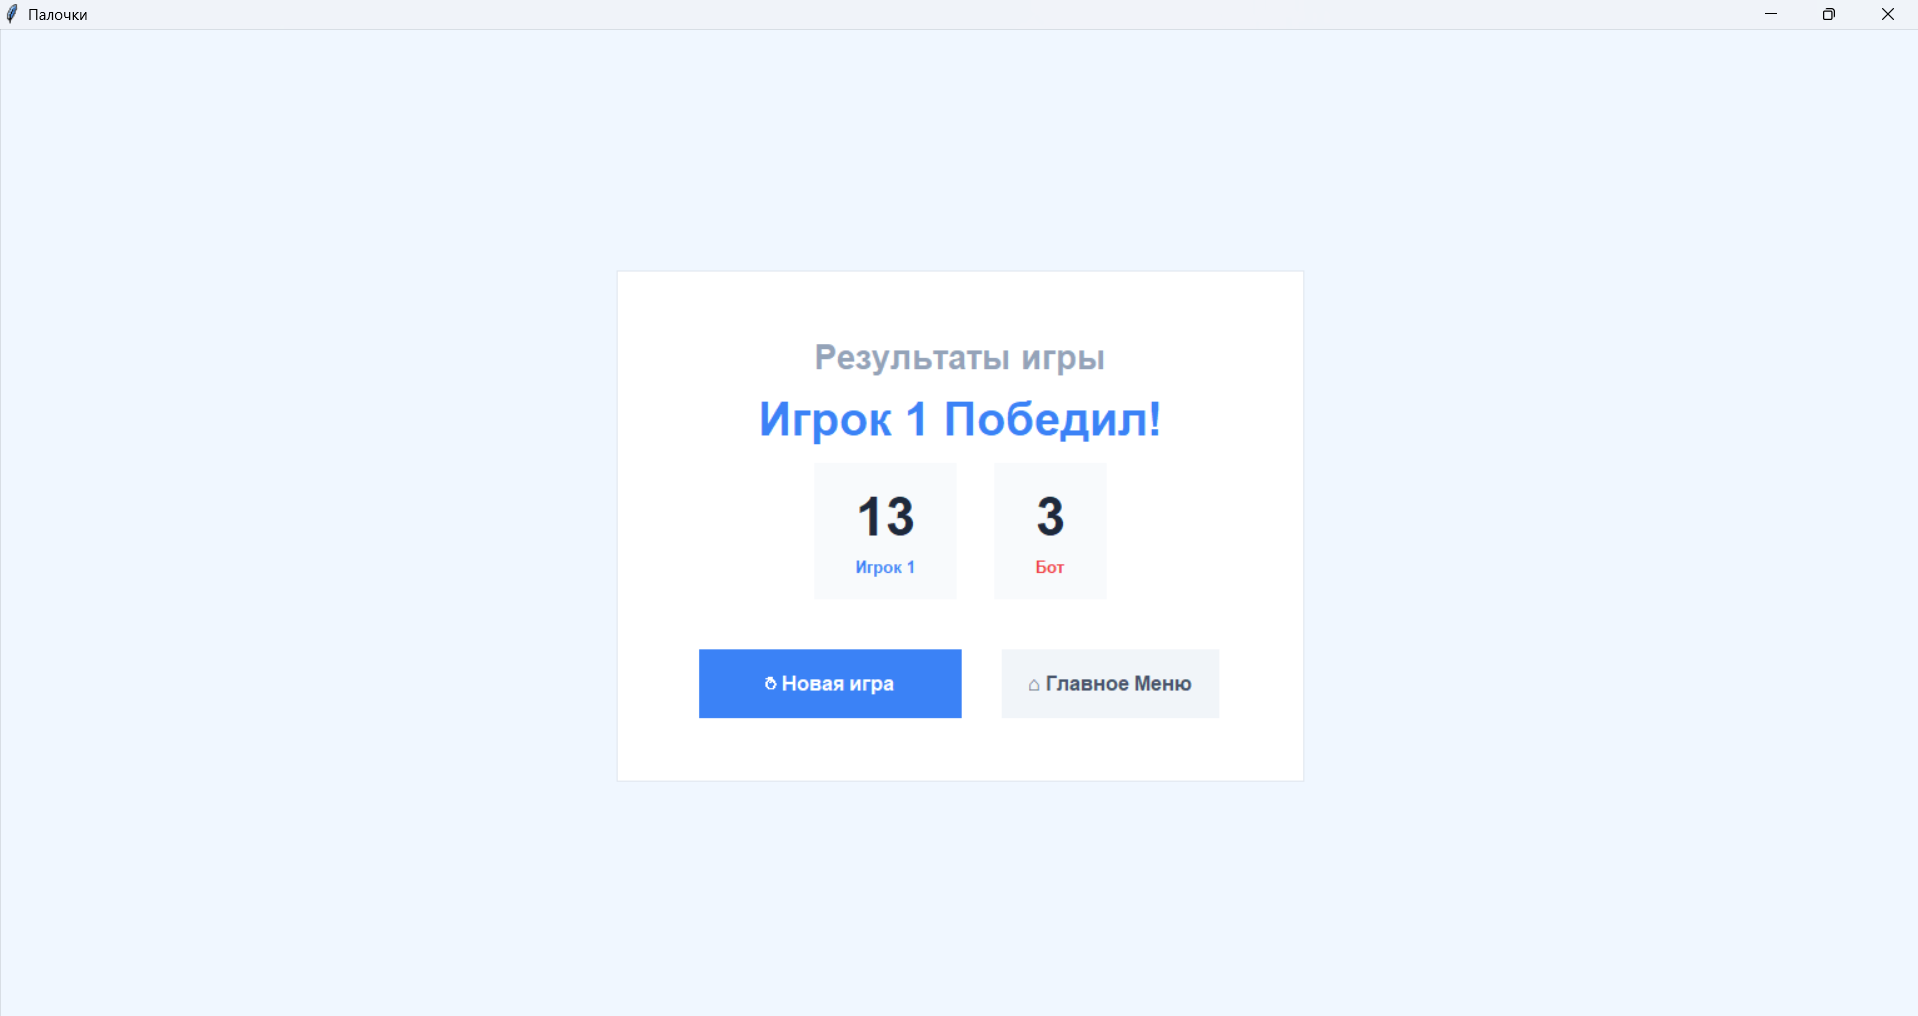 Палочки
Результаты игры
Игрок 1 Победил!
13
Игрок 1
3
Бот
Новая игра
⌂ Главное Меню